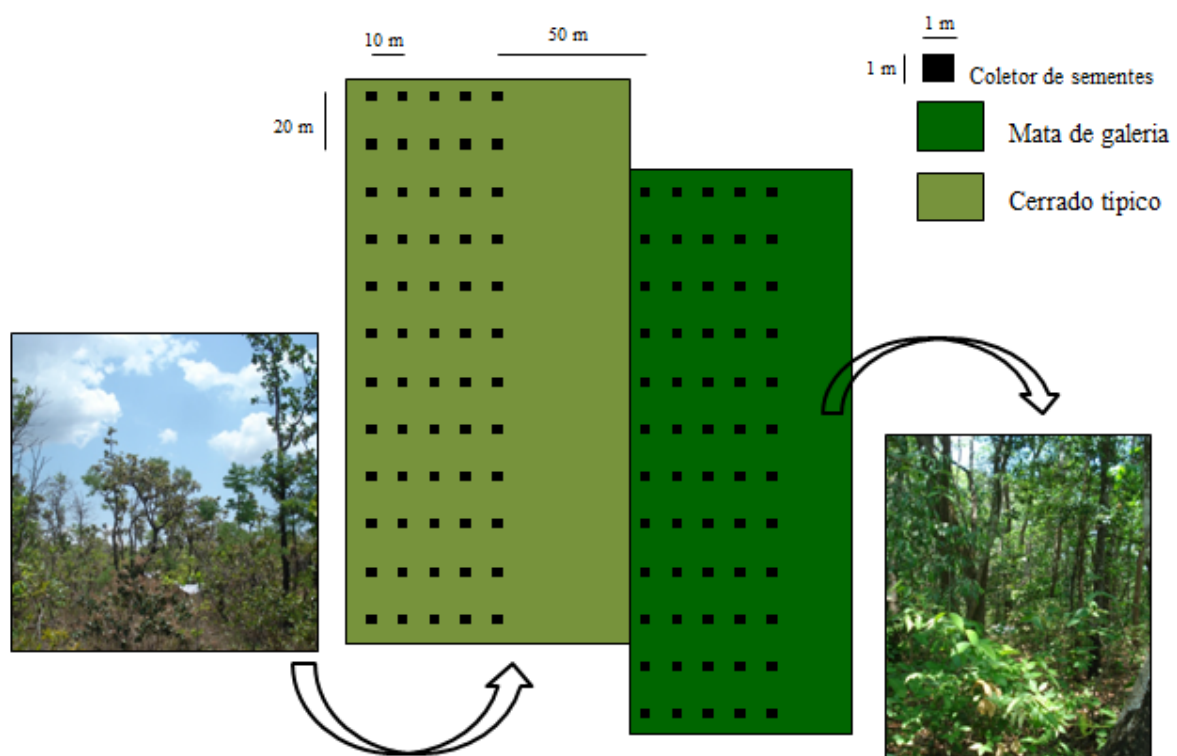 10 m
50 m
1 m
1 m
Coletor de sementes
20 m
Mata de galeria
Cerrado típico